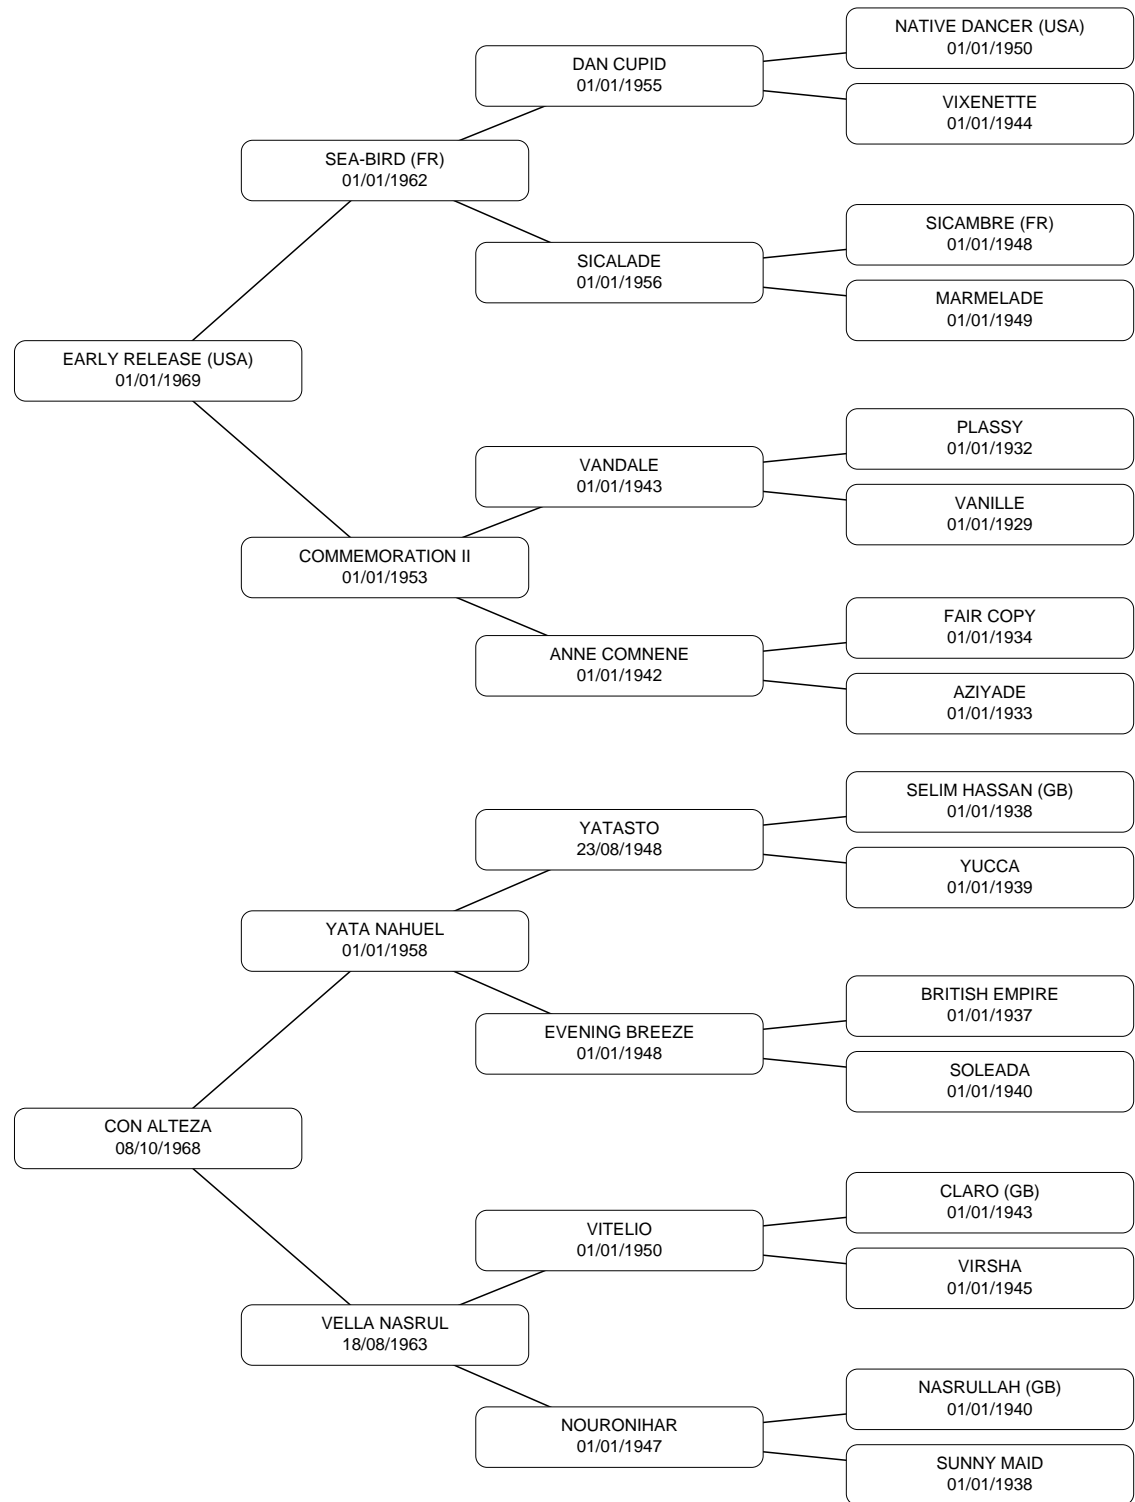 NATIVE DANCER (USA)
01/01/1950
DAN CUPID
01/01/1955
VIXENETTE
01/01/1944
SEA-BIRD (FR)
01/01/1962
SICAMBRE (FR)
01/01/1948
SICALADE
01/01/1956
MARMELADE
01/01/1949
EARLY RELEASE (USA)
01/01/1969
PLASSY
01/01/1932
VANDALE
01/01/1943
VANILLE
01/01/1929
COMMEMORATION II
01/01/1953
FAIR COPY
01/01/1934
ANNE COMNENE
01/01/1942
AZIYADE
01/01/1933
SELIM HASSAN (GB)
01/01/1938
YATASTO
23/08/1948
YUCCA
01/01/1939
YATA NAHUEL
01/01/1958
BRITISH EMPIRE
01/01/1937
EVENING BREEZE
01/01/1948
SOLEADA
01/01/1940
CON ALTEZA
08/10/1968
CLARO (GB)
01/01/1943
VITELIO
01/01/1950
VIRSHA
01/01/1945
VELLA NASRUL
18/08/1963
NASRULLAH (GB)
01/01/1940
NOURONIHAR
01/01/1947
SUNNY MAID
01/01/1938